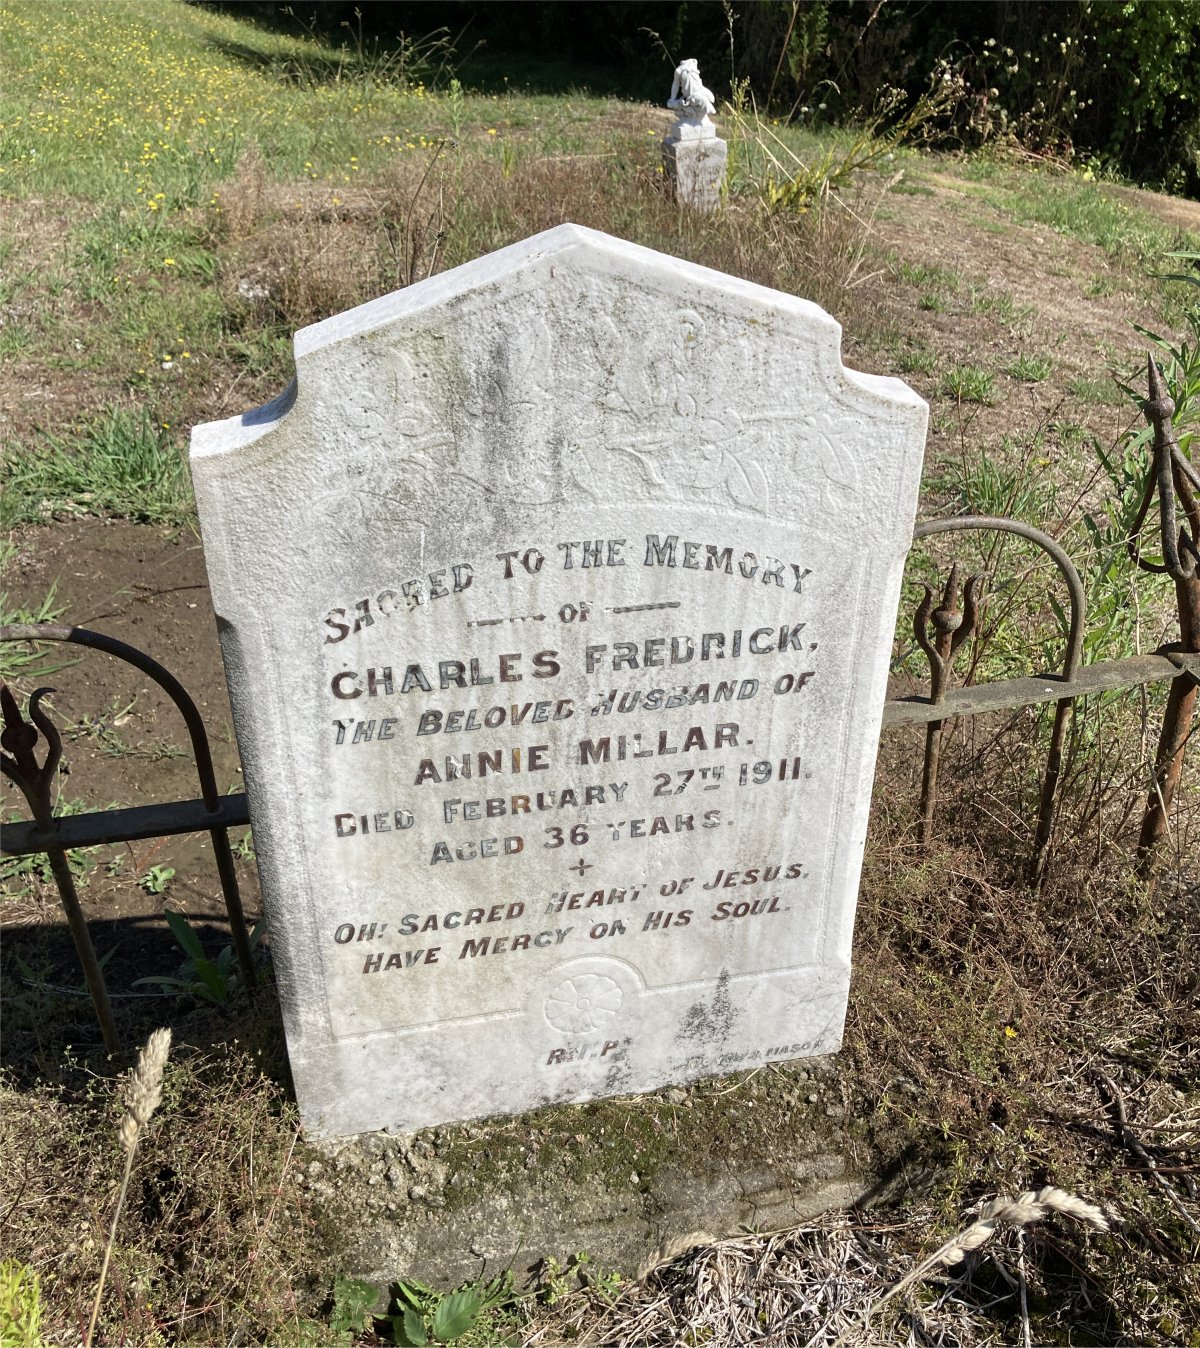 SACRED TO THE MEMORY
OF
CHARLES FREDRICK,
THE BELOVED HUSBAND OF
ANNIE MILLAR.
DIED FEBRUARY 27TH 1911.
AGED 36 YEARS.
OH! SACRED HEART OF JESUS,
HAVE MERCY ON HIS SOUL.
R.I.P.
MASON